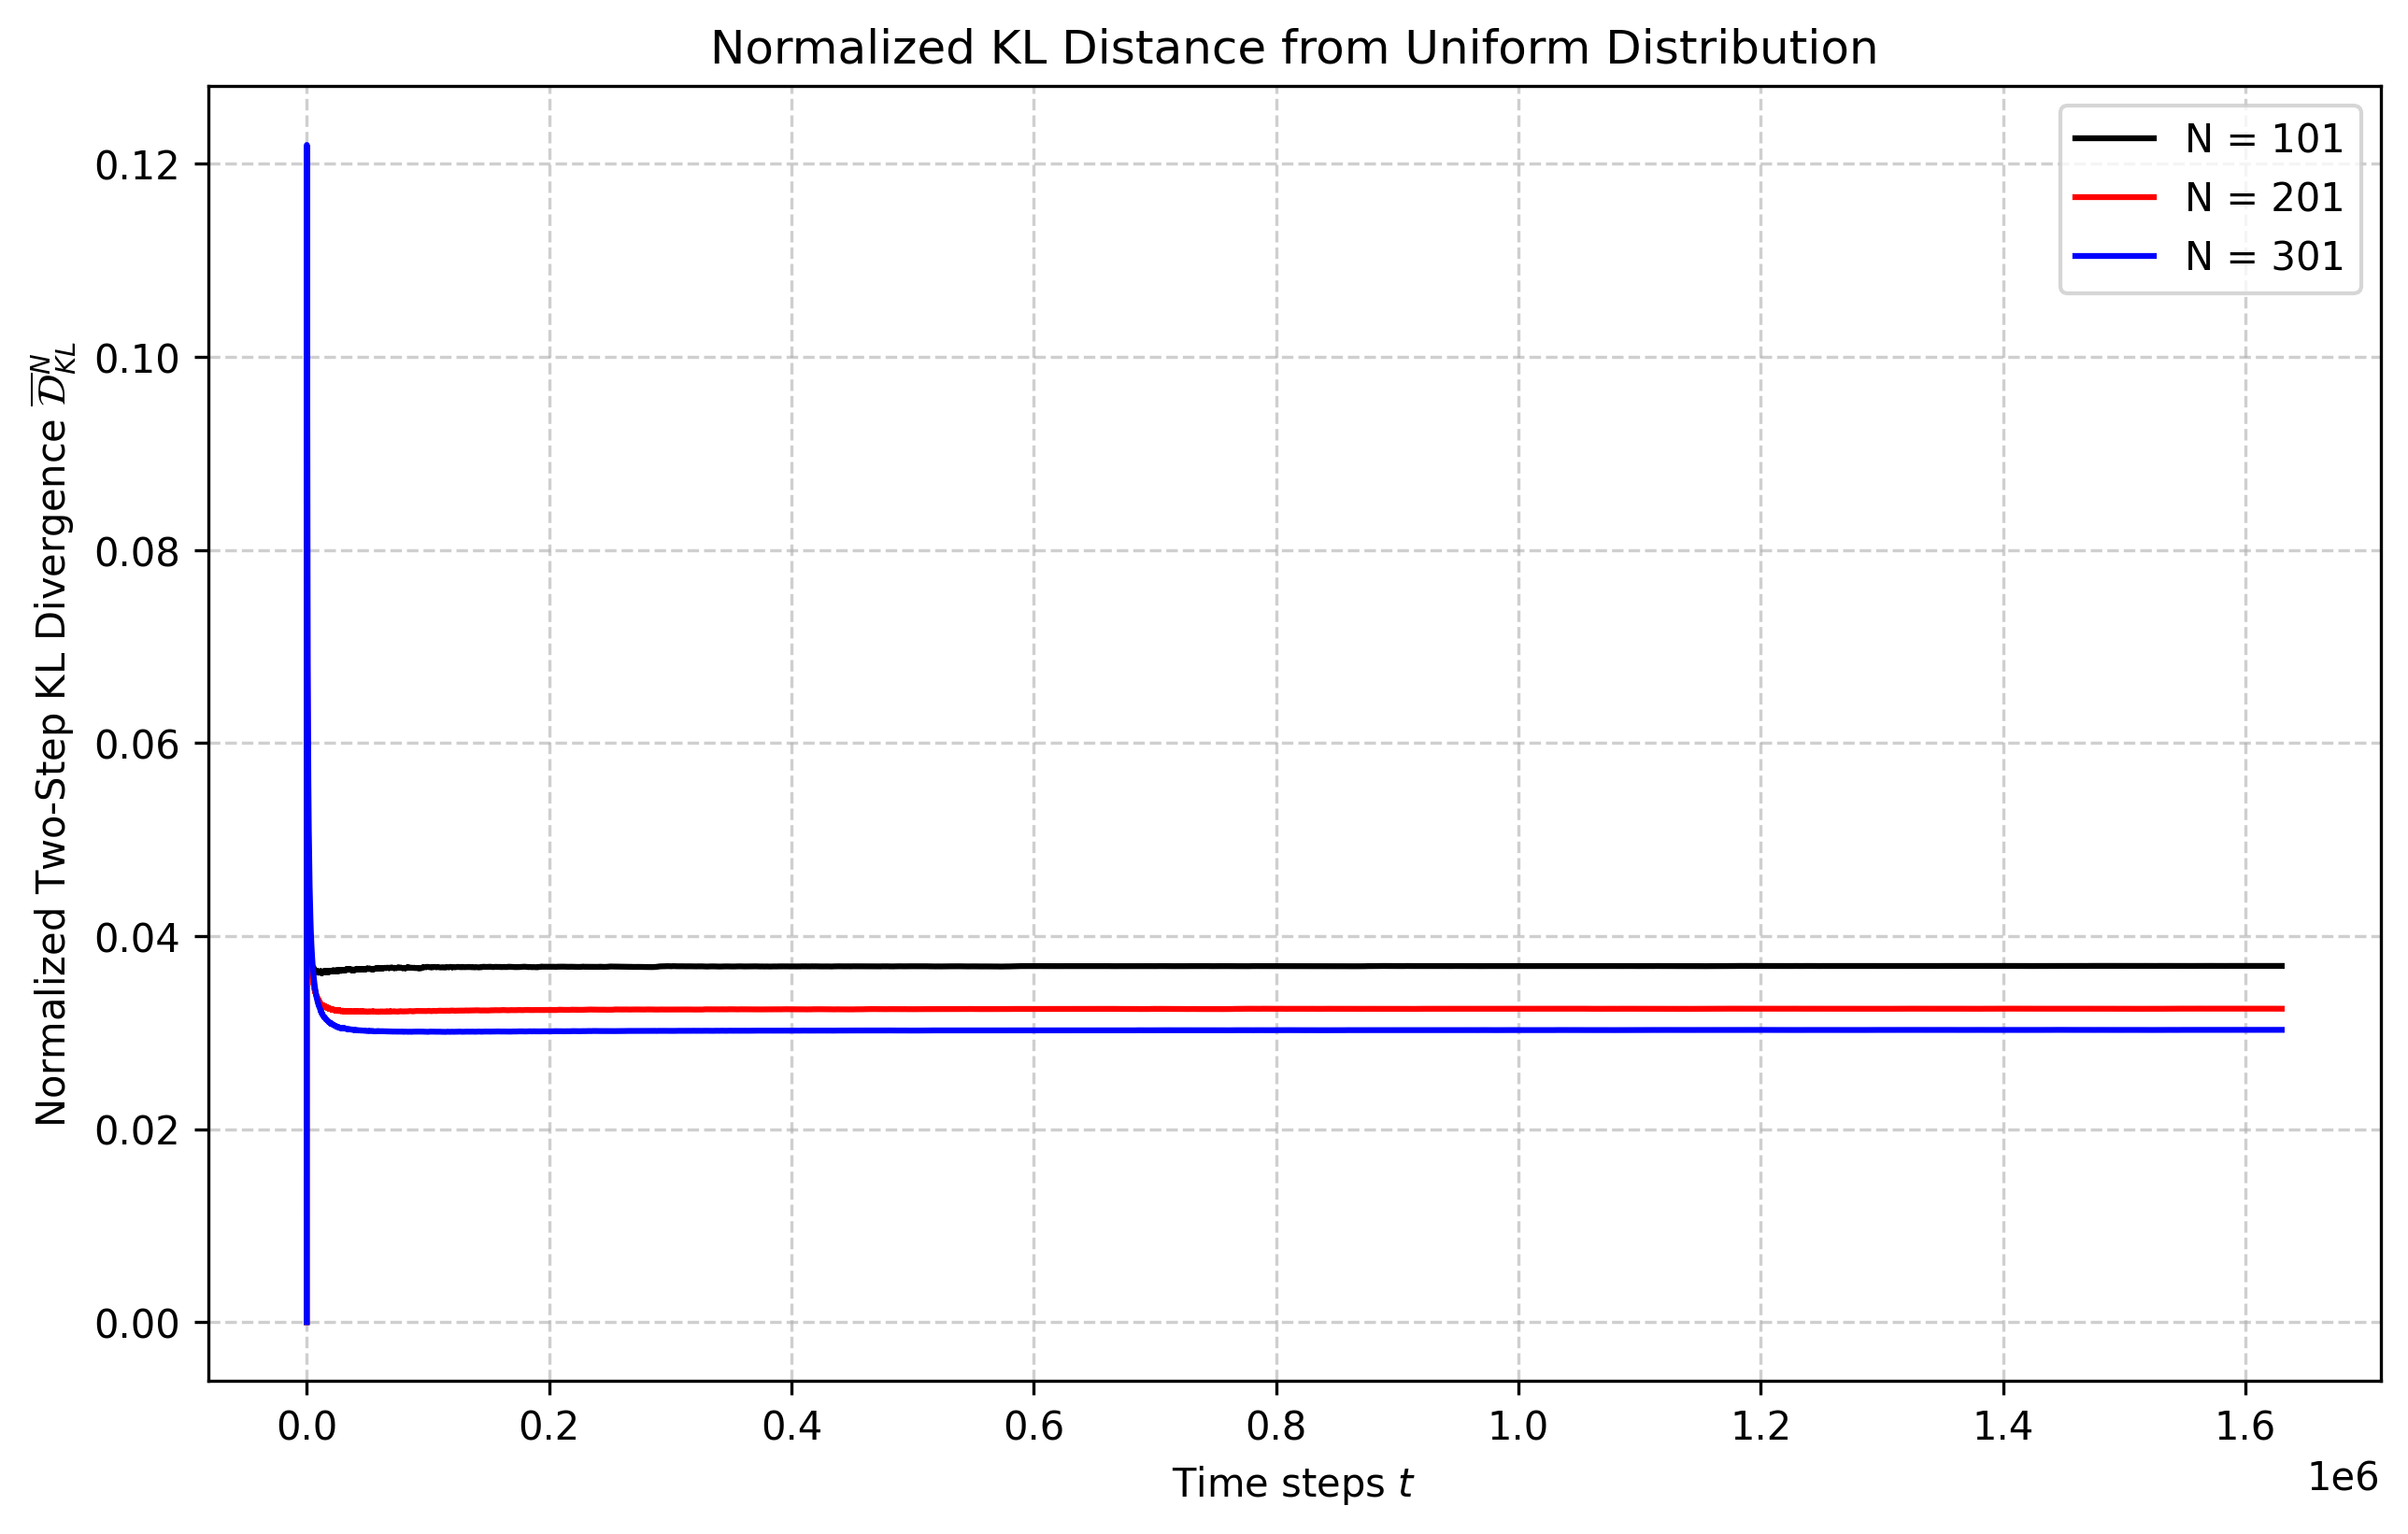 Normalized KL Distance from Uniform Distribution
N = 101
N = 201
N = 301
Normalized Two-Step KL Divergence $\overline{\mathcal{D}}_{KL}^{N}$
0.12
0.10
0.08
0.06
0.04
0.02
0.00
0.0 0.2 0.4 0.6 0.8 1.0 1.2 1.4 1.6
1e6
Time steps t